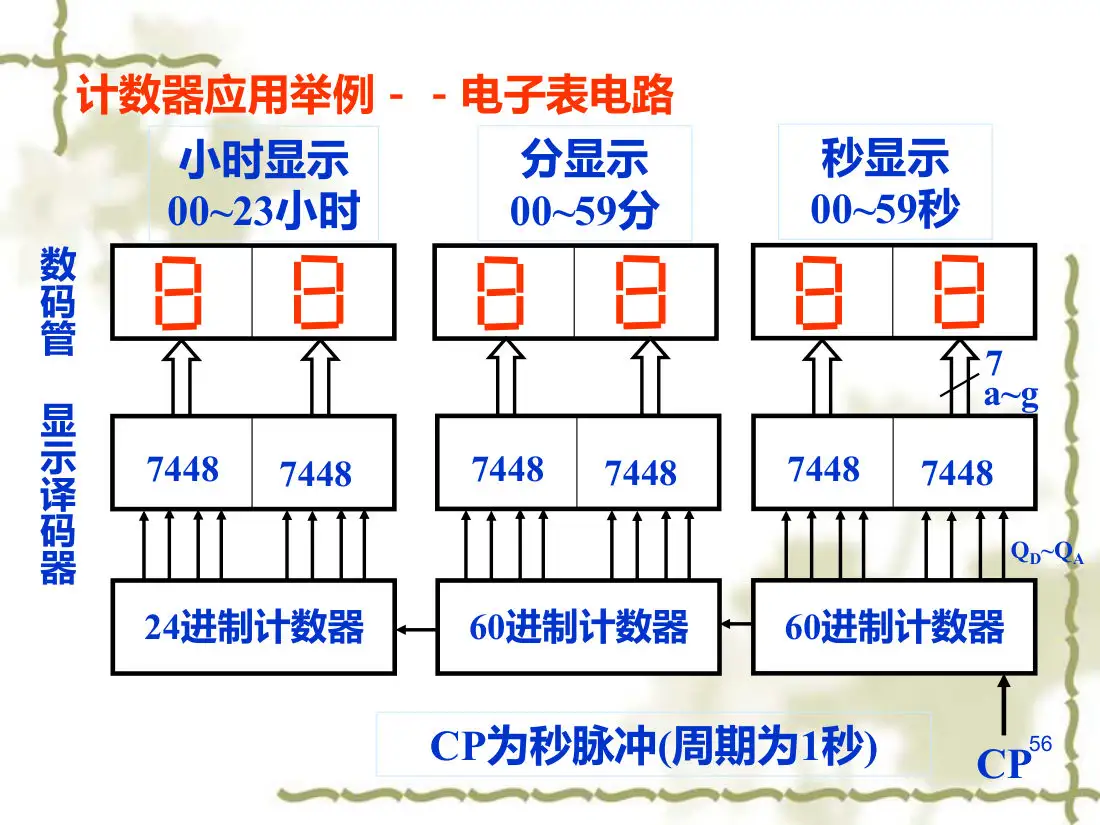 计数器应用举例－ －电子表电路
小时显示
00~23小时
分显示
00~59分
秒显示
00~59秒
数码管
7
a~g
显示译码器
7448
7448
7448
7448
7448
7448
QD~QA
24进制计数器
60进制计数器
60进制计数器
CP为秒脉冲(周期为1秒)
CP
56